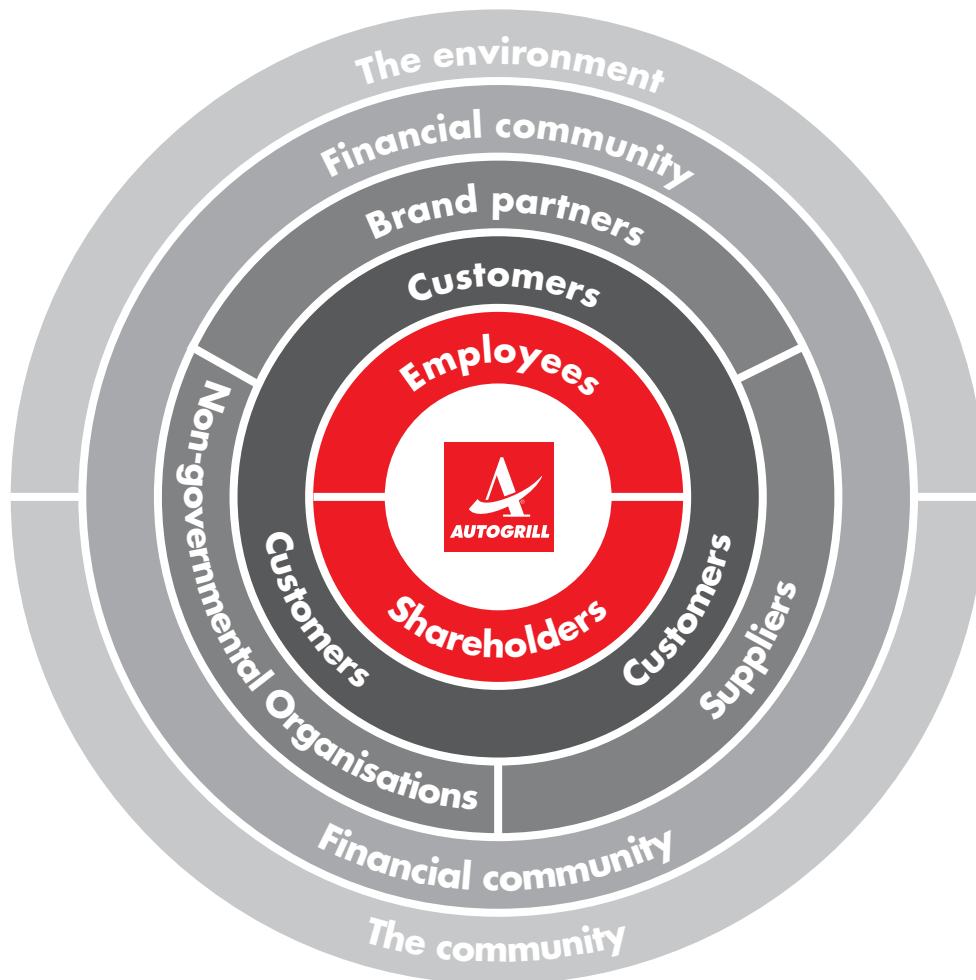 The environment
Financial community
Brand partners
Customers
Employees
AUTOGRILL
Shareholders
Customers
Customers
Non-governmental Organisations
Suppliers
Financial community
The community